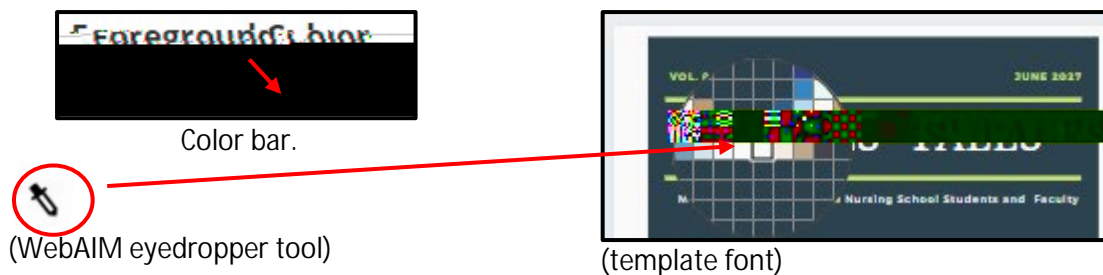 Foreground Color
Color bar.
(WebAIM eyedropper tool)
VOL.
JUNE 2027
Nursing School Students and Faculty
(template font)